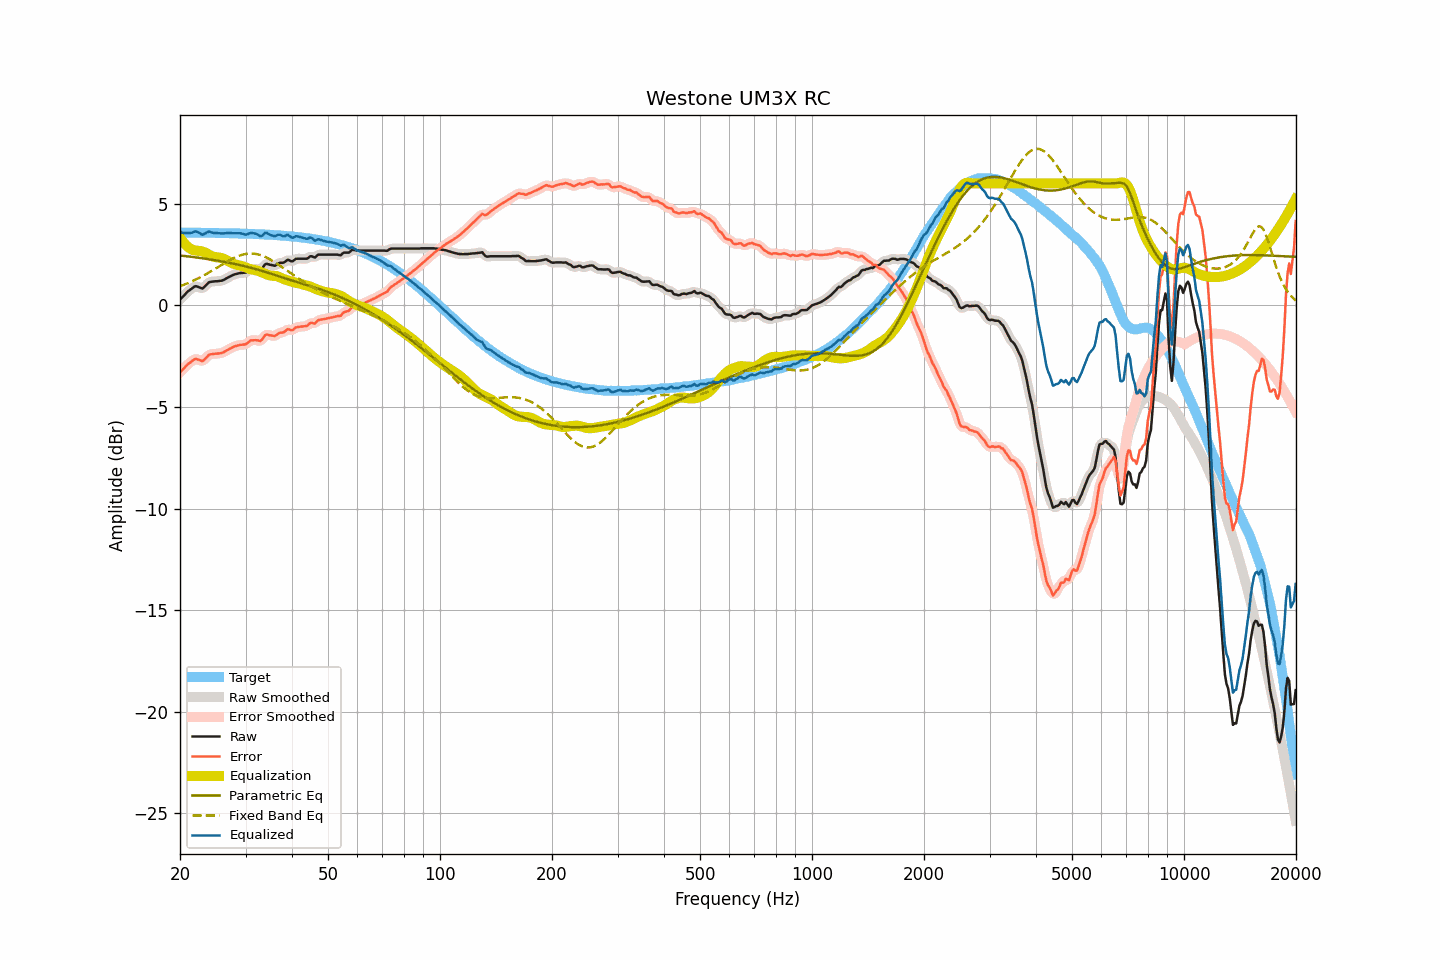 Westone UM3X RC
Amplitude (dBr)
5
0
−5
−10
−15
−20
−25
Target
Raw Smoothed
Error Smoothed
Raw
Error
Equalization
Parametric Eq
Fixed Band Eq
Equalized
20 50 100 200 500 1000 2000 5000 10000 20000
Frequency (Hz)